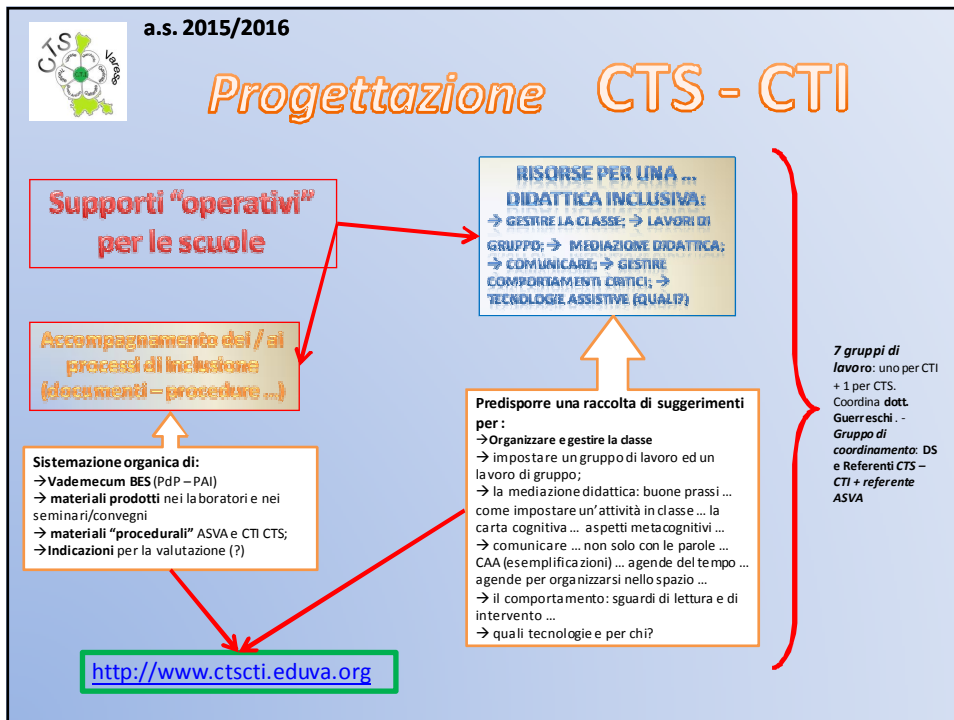 a.s. 2015/2016
CTS
Varese
Progettazione CTS - CTI
Supporti “operativi”
per le scuole
RISORSE PER UNA …
DIDATTICA INCLUSIVA:
→ GESTIRE LA CLASSE; → LAVORI DI
GRUPPO; → MEDIAZIONE DIDATTICA;
→ COMUNICARE; → GESTIRE
COMPORTAMENTI CRITICI; →
TECNOLOGIE ASSISTIVE (QUALI?)
Accompagnamento dei / ai
processi di inclusione
(documenti – procedure …)
Sistemazione organica di:
→Vademecum BES (PdP – PAI)
→ materiali prodotti nei laboratori e nei
seminari/convegni
→ materiali “procedurali” ASVA e CTI CTS;
→Indicazioni per la valutazione (?)
Predisporre una raccolta di suggerimenti
per :
→Organizzare e gestire la classe
→ impostare un gruppo di lavoro ed un
lavoro di gruppo;
→ la mediazione didattica: buone prassi …
come impostare un’attività in classe … la
carta cognitiva … aspetti metacognitivi …
→ comunicare … non solo con le parole …
CAA (esemplificazioni) … agende del tempo …
agende per organizzarsi nello spazio …
→ il comportamento: sguardi di lettura e di
intervento …
→ quali tecnologie e per chi?
7 gruppi di
lavoro: uno per CTI
+ 1 per CTS.
Coordina dott.
Guerreschi . -
Gruppo di
coordinamento: DS
e Referenti CTS –
CTI + referente
ASVA
http://www.ctscti.eduva.org